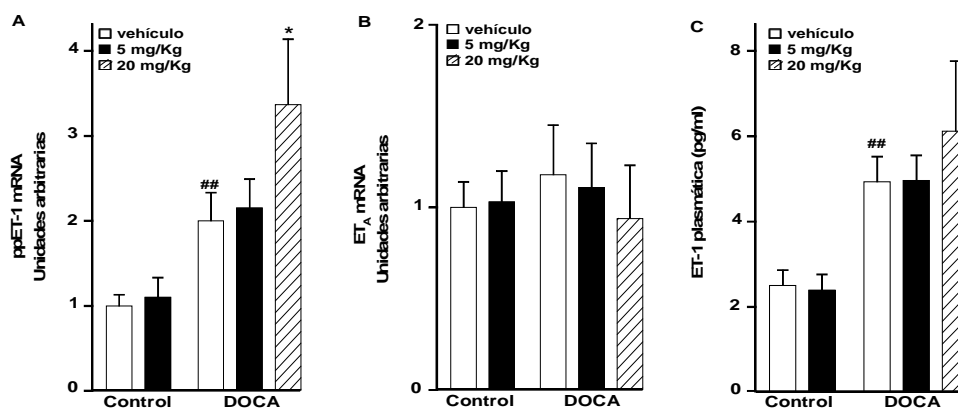 A
vehículo
5 mg/Kg
20 mg/Kg
ppET-1 mRNA
Unidades arbitrarias
4
3
2
1
0
##
*
Control
DOCA
B
vehículo
5 mg/Kg
20 mg/Kg
ET_A mRNA
Unidades arbitrarias
2
1
0
Control
DOCA
C
vehículo
5 mg/Kg
20 mg/Kg
ET-1 plasmática (pg/ml)
8
6
4
2
0
##
Control
DOCA